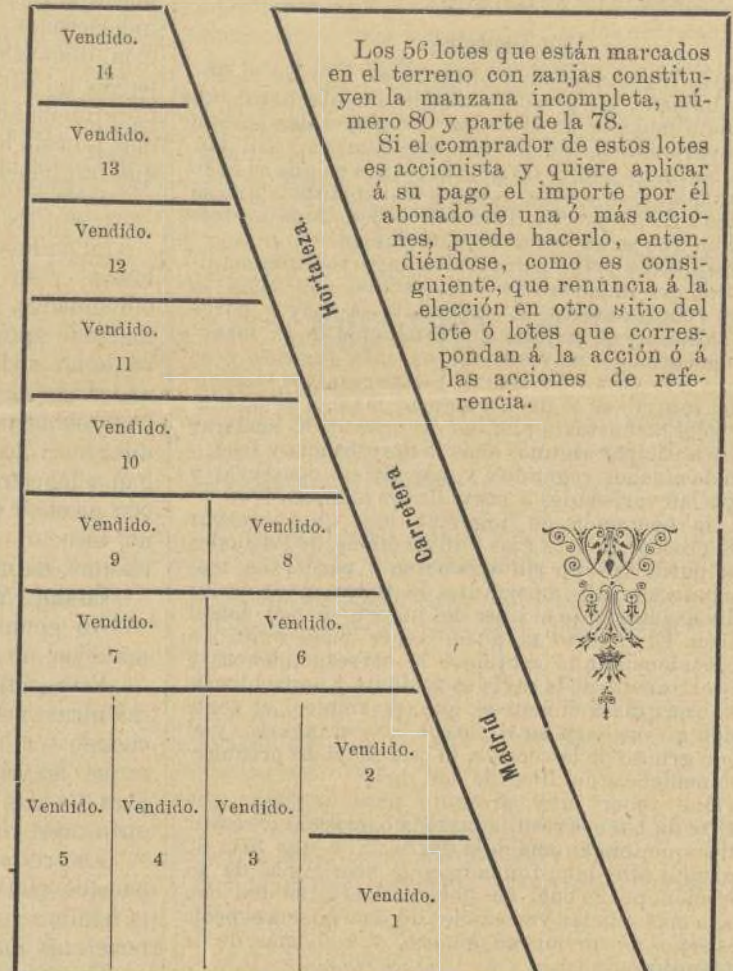 Vendido.
14
Vendido.
13
Vendido.
12
Vendido.
11
Vendido.
10
Vendido.
9
Vendido.
8
Vendido.
7
Vendido.
6
Vendido.
5
Vendido.
4
Vendido.
3
Vendido.
2
Vendido.
1
Hortaleza.
Carretera
Madrid
Los 56 lotes que están marcados
en el terreno con zanjas constitu-
yen la manzana incompleta, nú-
mero 80 y parte de la 78.
Si el comprador de estos lotes
es accionista y quiere aplicar
á su pago el importe por él
abonado de una ó más accio-
nes, puede hacerlo, enten-
diéndose, como es consi-
guiente, que renuncia á la
elección en otro sitio del
lote ó lotes que corres-
pondan á la acción ó á
las acciones de refe-
rencia.